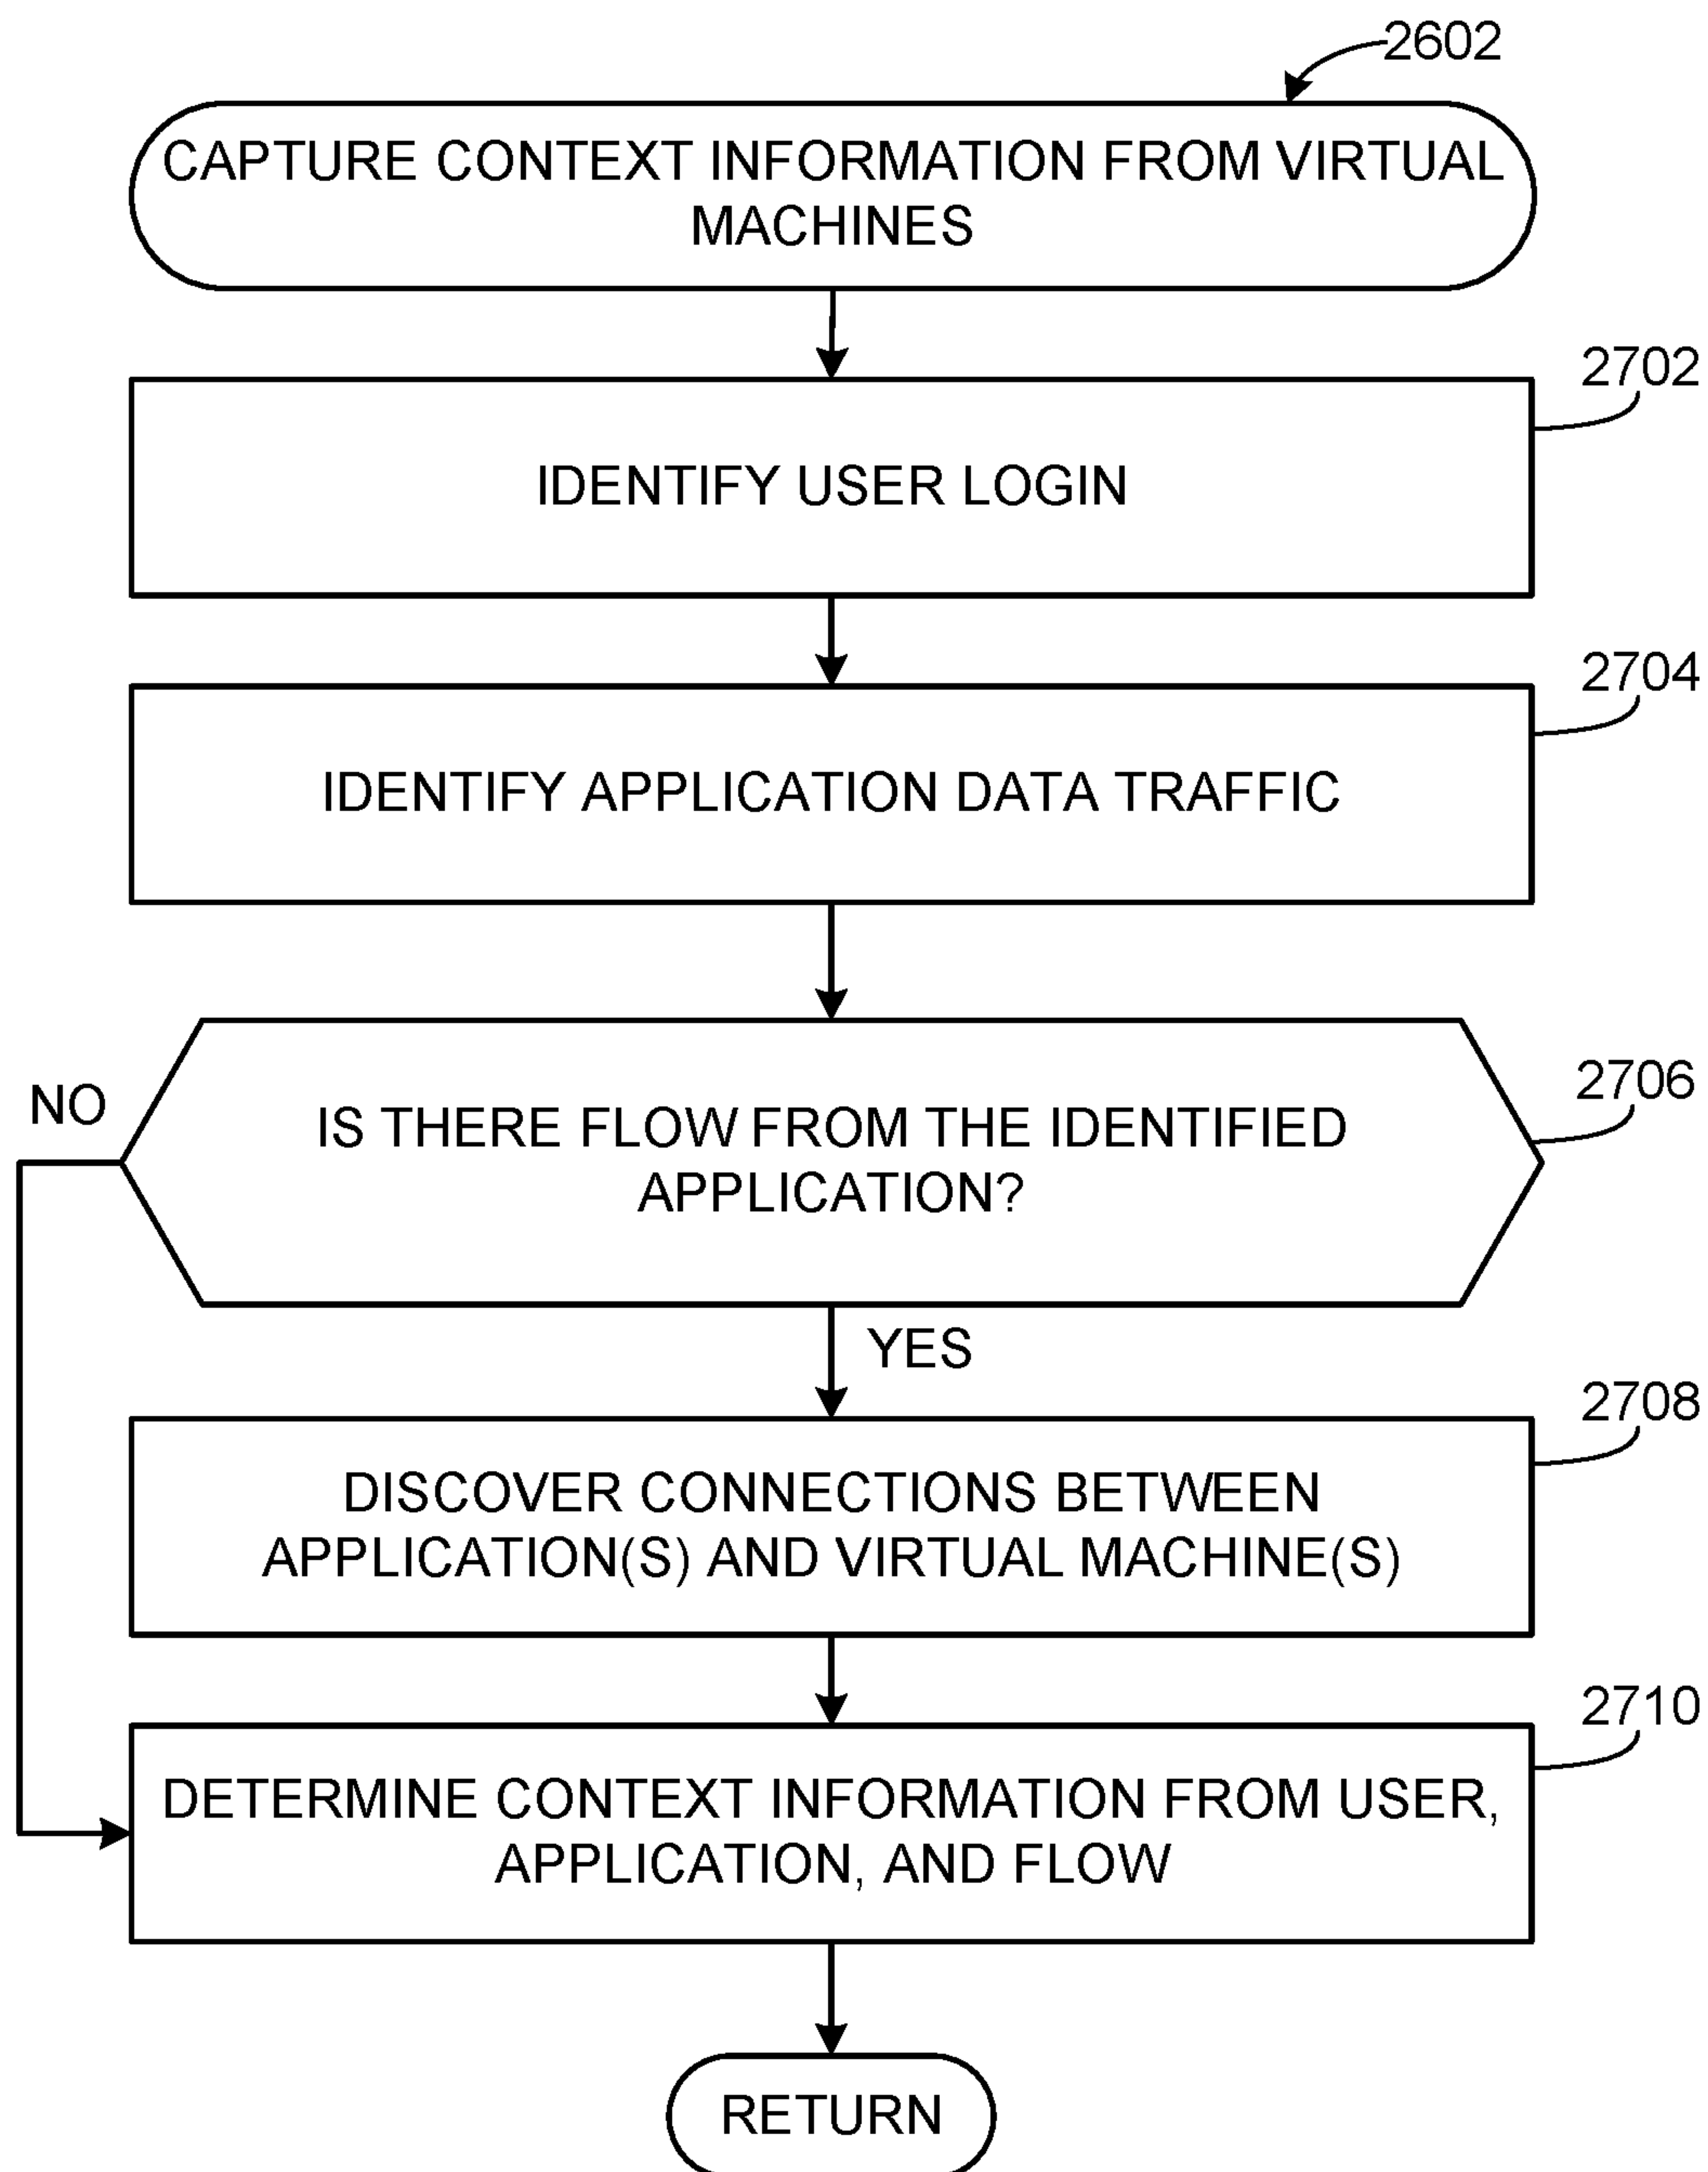 2602
CAPTURE CONTEXT INFORMATION FROM VIRTUAL
MACHINES
2702
IDENTIFY USER LOGIN
2704
IDENTIFY APPLICATION DATA TRAFFIC
2706
NO
IS THERE FLOW FROM THE IDENTIFIED
APPLICATION?
YES
2708
DISCOVER CONNECTIONS BETWEEN
APPLICATION(S) AND VIRTUAL MACHINE(S)
2710
DETERMINE CONTEXT INFORMATION FROM USER,
APPLICATION, AND FLOW
RETURN